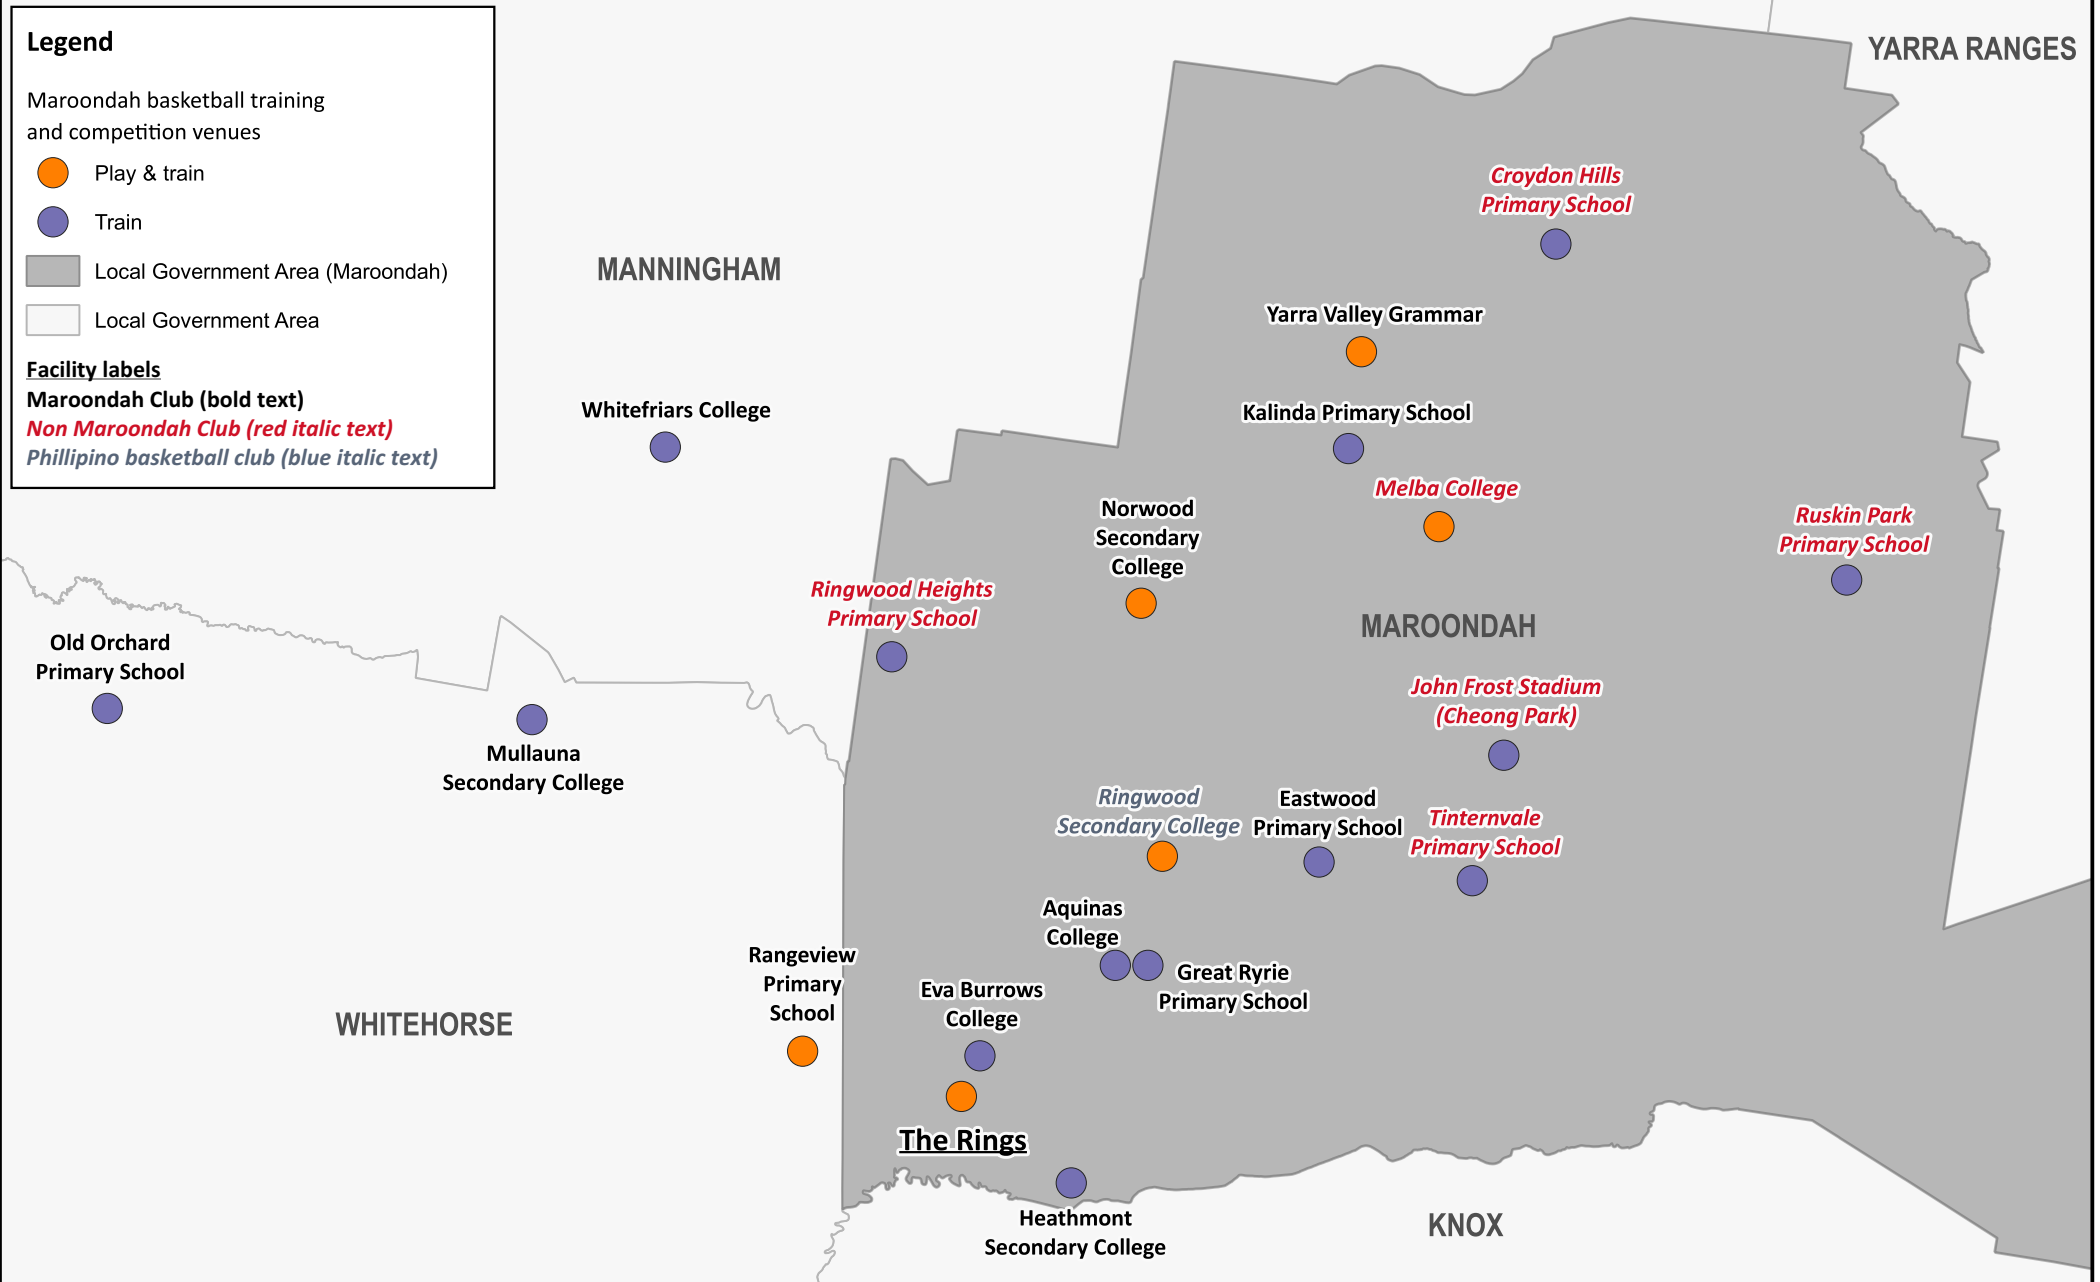 Legend
Maroondah basketball training
and competition venues
Play & train
Train
Local Government Area (Maroondah)
Local Government Area
Facility labels
Maroondah Club (bold text)
Non Maroondah Club (red italic text)
Phillipino basketball club (blue italic text)
YARRA RANGES
Croydon Hills
Primary School
MANNINGHAM
Yarra Valley Grammar
Whitefriars College
Kalinda Primary School
Melba College
Norwood
Secondary
College
Ruskin Park
Primary School
Ringwood Heights
Primary School
MAROONDAH
Old Orchard
Primary School
John Frost Stadium
(Cheong Park)
Mullauna
Secondary College
Ringwood
Secondary College
Eastwood
Primary School
Tinternvale
Primary School
Aquinas
College
Great Ryrie
Primary School
Rangeview
Primary
School
Eva Burrows
College
WHITEHORSE
The Rings
Heathmont
Secondary College
KNOX